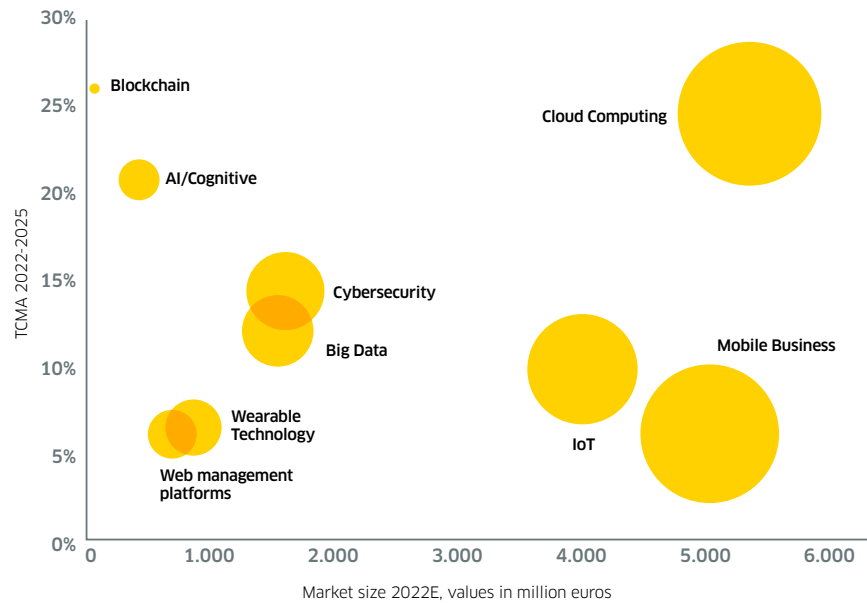 30%
Blockchain
25%
Cloud Computing
AI/Cognitive
20%
TCMA 2022-2025
15%
Cybersecurity
Big Data
Mobile Business
10%
Wearable
Technology
IoT
5%
Web management
platforms
0%
0 1.000 2.000 3.000 4.000 5.000 6.000
Market size 2022E, values in million euros